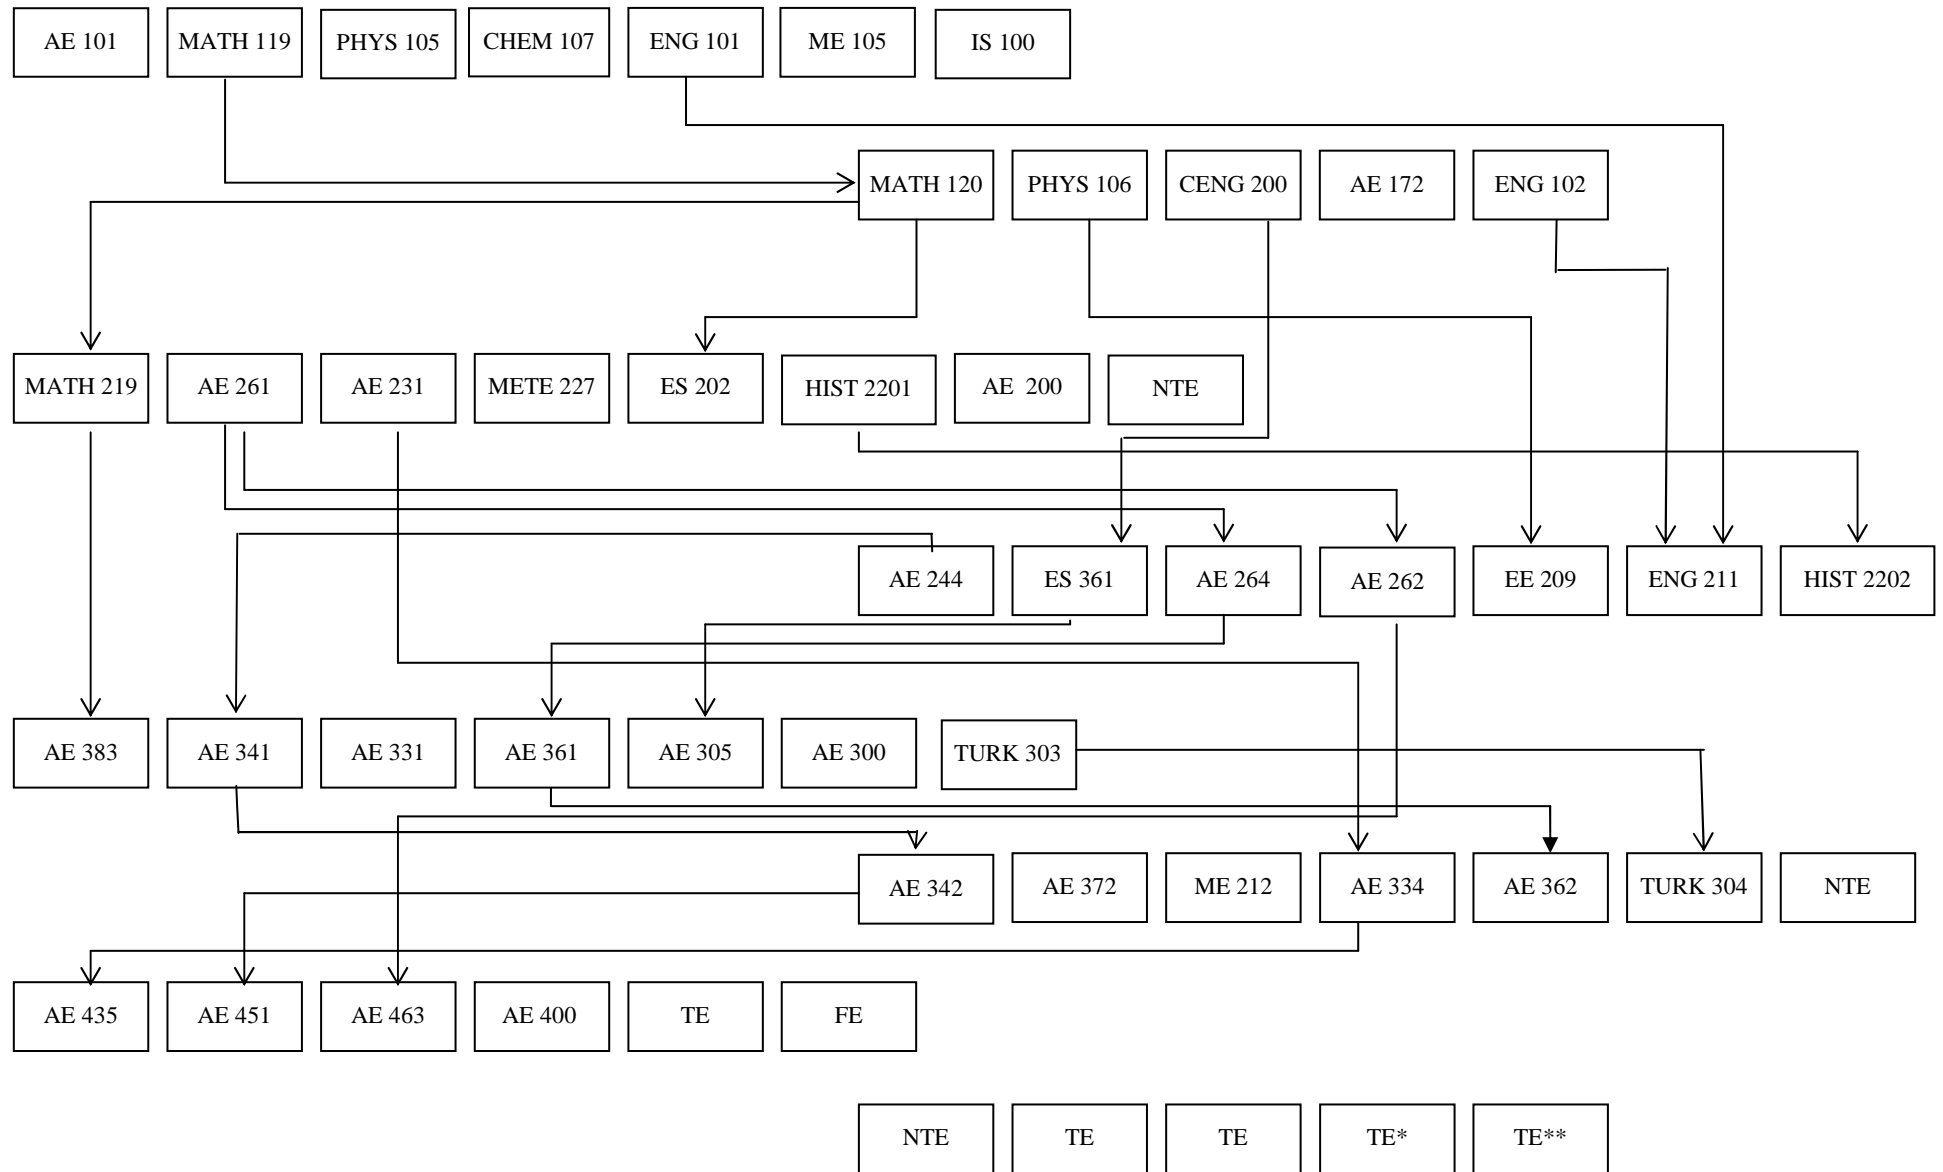 AE 101 MATH 119 PHYS 105 CHEM 107 ENG 101 ME 105 IS 100
MATH 120 PHYS 106 CENG 200 AE 172 ENG 102
MATH 219 AE 261 AE 231 METE 227 ES 202 HIST 2201 AE 200 NTE
AE 244 ES 361 AE 264 AE 262 EE 209 ENG 211 HIST 2202
AE 383 AE 341 AE 331 AE 361 AE 305 AE 300 TURK 303
AE 342 AE 372 ME 212 AE 334 AE 362 TURK 304 NTE
AE 435 AE 451 AE 463 AE 400 TE FE
NTE TE TE TE* TE**